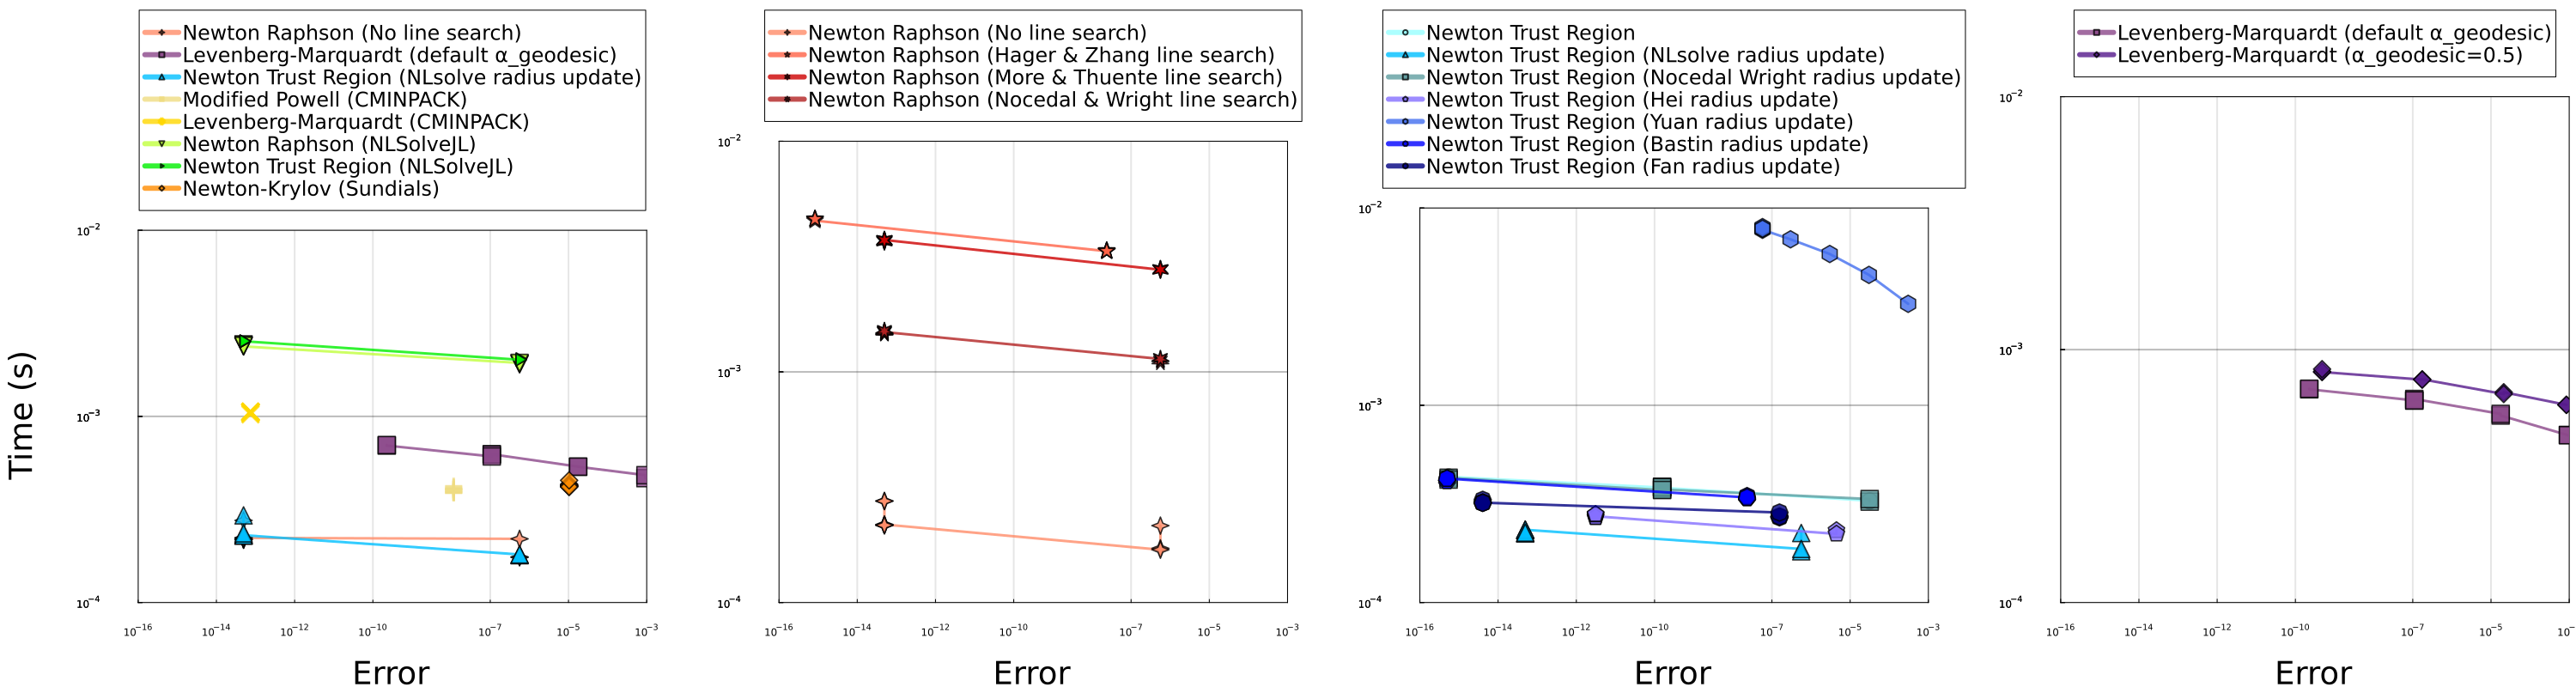 Newton Raphson (No line search)
Levenberg-Marquardt (default α_geodesic)
Newton Trust Region (NLsolve radius update)
Modified Powell (CMINPACK)
Levenberg-Marquardt (CMINPACK)
Newton Raphson (NLSolveJL)
Newton Trust Region (NLSolveJL)
Newton-Krylov (Sundials)
Time (s)
10⁻²
10⁻³
10⁻⁴
10⁻¹⁶ 10⁻¹⁴ 10⁻¹² 10⁻¹⁰ 10⁻⁷ 10⁻⁵ 10⁻³
Error
Newton Raphson (No line search)
Newton Raphson (Hager & Zhang line search)
Newton Raphson (More & Thuente line search)
Newton Raphson (Nocedal & Wright line search)
10⁻²
10⁻³
10⁻⁴
10⁻¹⁶ 10⁻¹⁴ 10⁻¹² 10⁻¹⁰ 10⁻⁷ 10⁻⁵ 10⁻³
Error
Newton Trust Region
Newton Trust Region (NLsolve radius update)
Newton Trust Region (Nocedal Wright radius update)
Newton Trust Region (Hei radius update)
Newton Trust Region (Yuan radius update)
Newton Trust Region (Bastin radius update)
Newton Trust Region (Fan radius update)
10⁻²
10⁻³
10⁻⁴
10⁻¹⁶ 10⁻¹⁴ 10⁻¹² 10⁻¹⁰ 10⁻⁷ 10⁻⁵ 10⁻³
Error
Levenberg-Marquardt (default α_geodesic)
Levenberg-Marquardt (α_geodesic=0.5)
10⁻²
10⁻³
10⁻⁴
10⁻¹⁶ 10⁻¹⁴ 10⁻¹² 10⁻¹⁰ 10⁻⁷ 10⁻⁵ 10⁻
Error